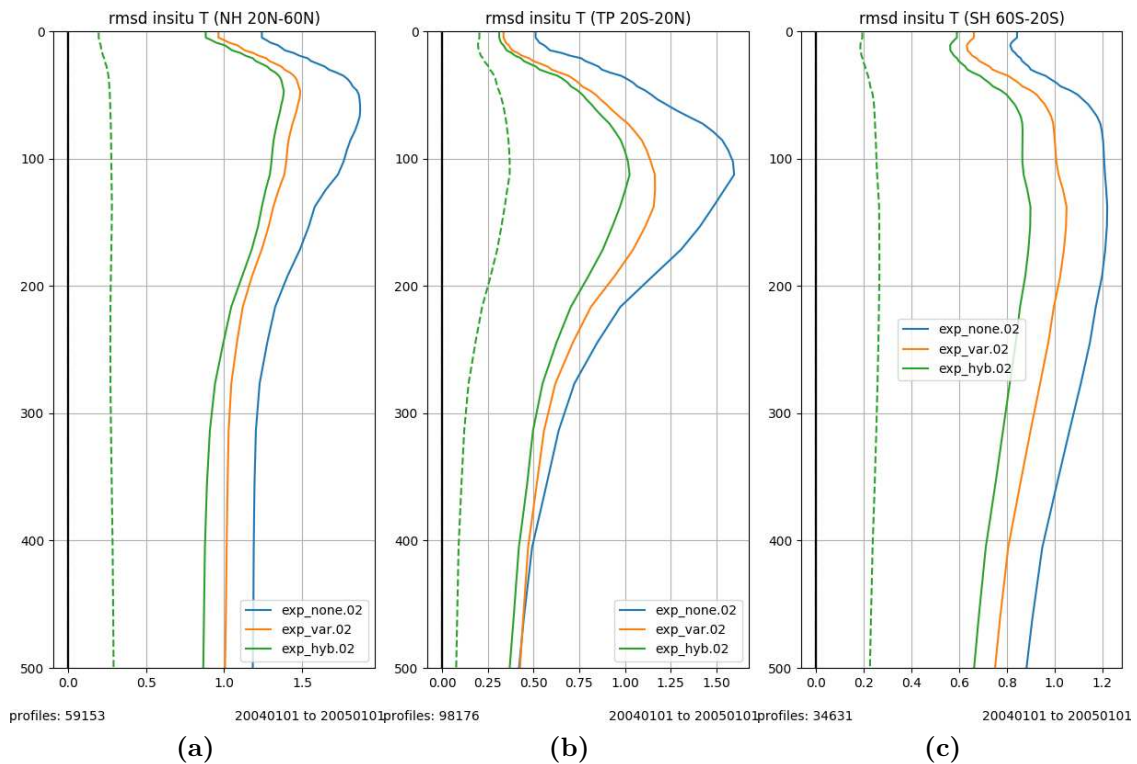 rmsd insitu T (NH 20N-60N)
0
100
200
300
400
500
0.0 0.5 1.0 1.5
exp_none.02
exp_var.02
exp_hyb.02
profiles: 59153 20040101 to 20050101
(a)
rmsd insitu T (TP 20S-20N)
0
100
200
300
400
500
0.00 0.25 0.50 0.75 1.00 1.25 1.50
exp_none.02
exp_var.02
exp_hyb.02
profiles: 98176 20040101 to 20050101
(b)
rmsd insitu T (SH 60S-20S)
0
100
200
300
400
500
0.0 0.2 0.4 0.6 0.8 1.0 1.2
exp_none.02
exp_var.02
exp_hyb.02
profiles: 34631 20040101 to 20050101
(c)